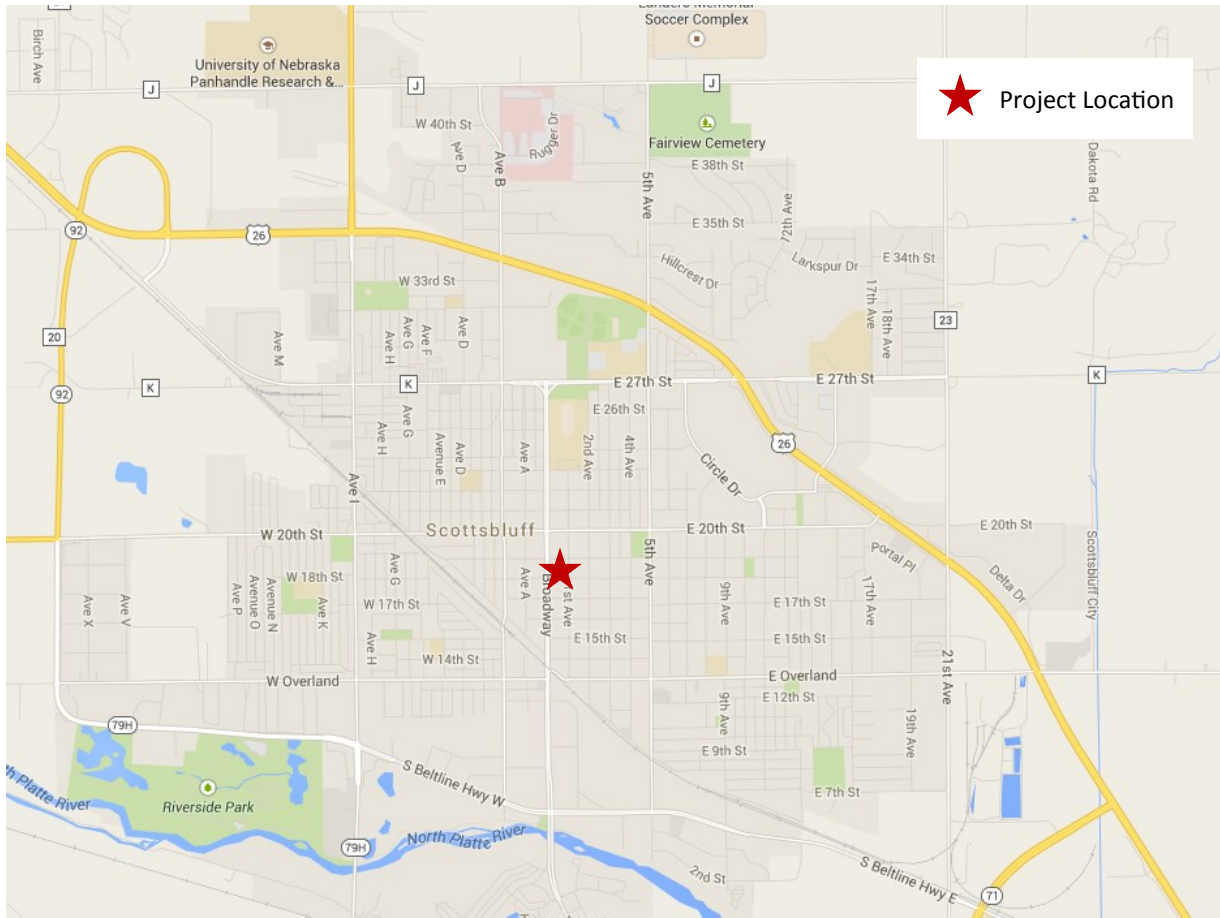 Birch Ave
University of Nebraska
Panhandle Research &...
Soccer Complex
Project Location
J
J
J
W 40th St
Ave D
Ave B
Rugger Dr
Fairview Cemetery
E 38th St
5th Ave
Dakota Rd
E 35th St
12th Ave
92
26
Hillcrest Dr
Larkspur Dr
E 34th St
W 33rd St
17th Ave
18th Ave
Ave M
Ave H
Ave G
Ave F
Ave D
20
23
92
K
K
E 27th St
E 27th St
K
Ave H
Ave G
Avenue E
Ave D
Ave A
E 26th St
2nd Ave
4th Ave
Circle Dr
26
Ave I
W 20th St
Scottsbluff
E 20th St
E 20th St
Ave X
Ave V
Ave P
Avenue O
Avenue N
W 18th St
Ave K
Ave G
W 17th St
Ave H
W 14th St
Ave A
Broadway
5th Ave
E 15th St
9th Ave
E 17th St
E 15th St
17th Ave
Portal Pl
Delta Dr
Scottsbluff City
W Overland
E Overland
E 12th St
9th Ave
21st Ave
19th Ave
79H
E 9th St
S Beltline Hwy W
E 7th St
Riverside Park
Platte River
North Platte River
79H
2nd St
S Beltline Hwy E
71